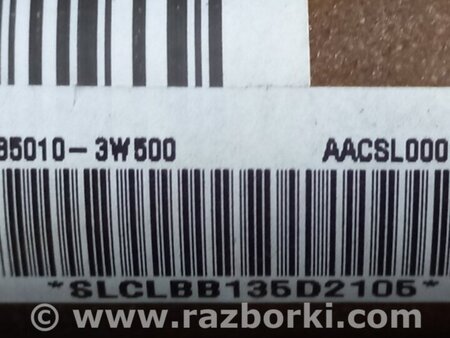 85010-3W500 AACSL000
*SLCLBB135D2105*
© www.razborki.com